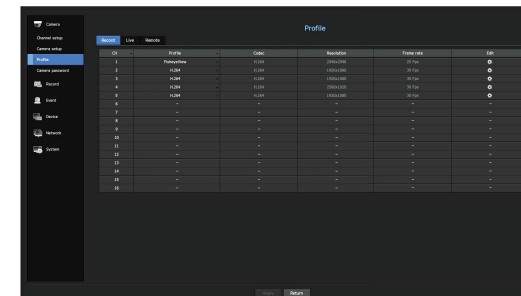 Profile
Camera
Channel setup
Camera setup
Profile
Camera password
Record
Event
Device
Network
System
Record Live Remote
CH Profile Codec Resolution Frame rate Edit
1 Fisheyeview H.264 25 Fps
2 H.264 H.264 1920x1080 30 Fps
3 H.264 H.264 1920x1080 30 Fps
4 H.264 H.264 30 Fps
5 H.264 H.264 1920x1080 30 Fps
6 - - - - -
7 - - - - -
8 - - - - -
9 - - - - -
10 - - - - -
11 - - - - -
12 - - - - -
13 - - - - -
14 - - - - -
15 - - - - -
16 - - - - -
Apply Return